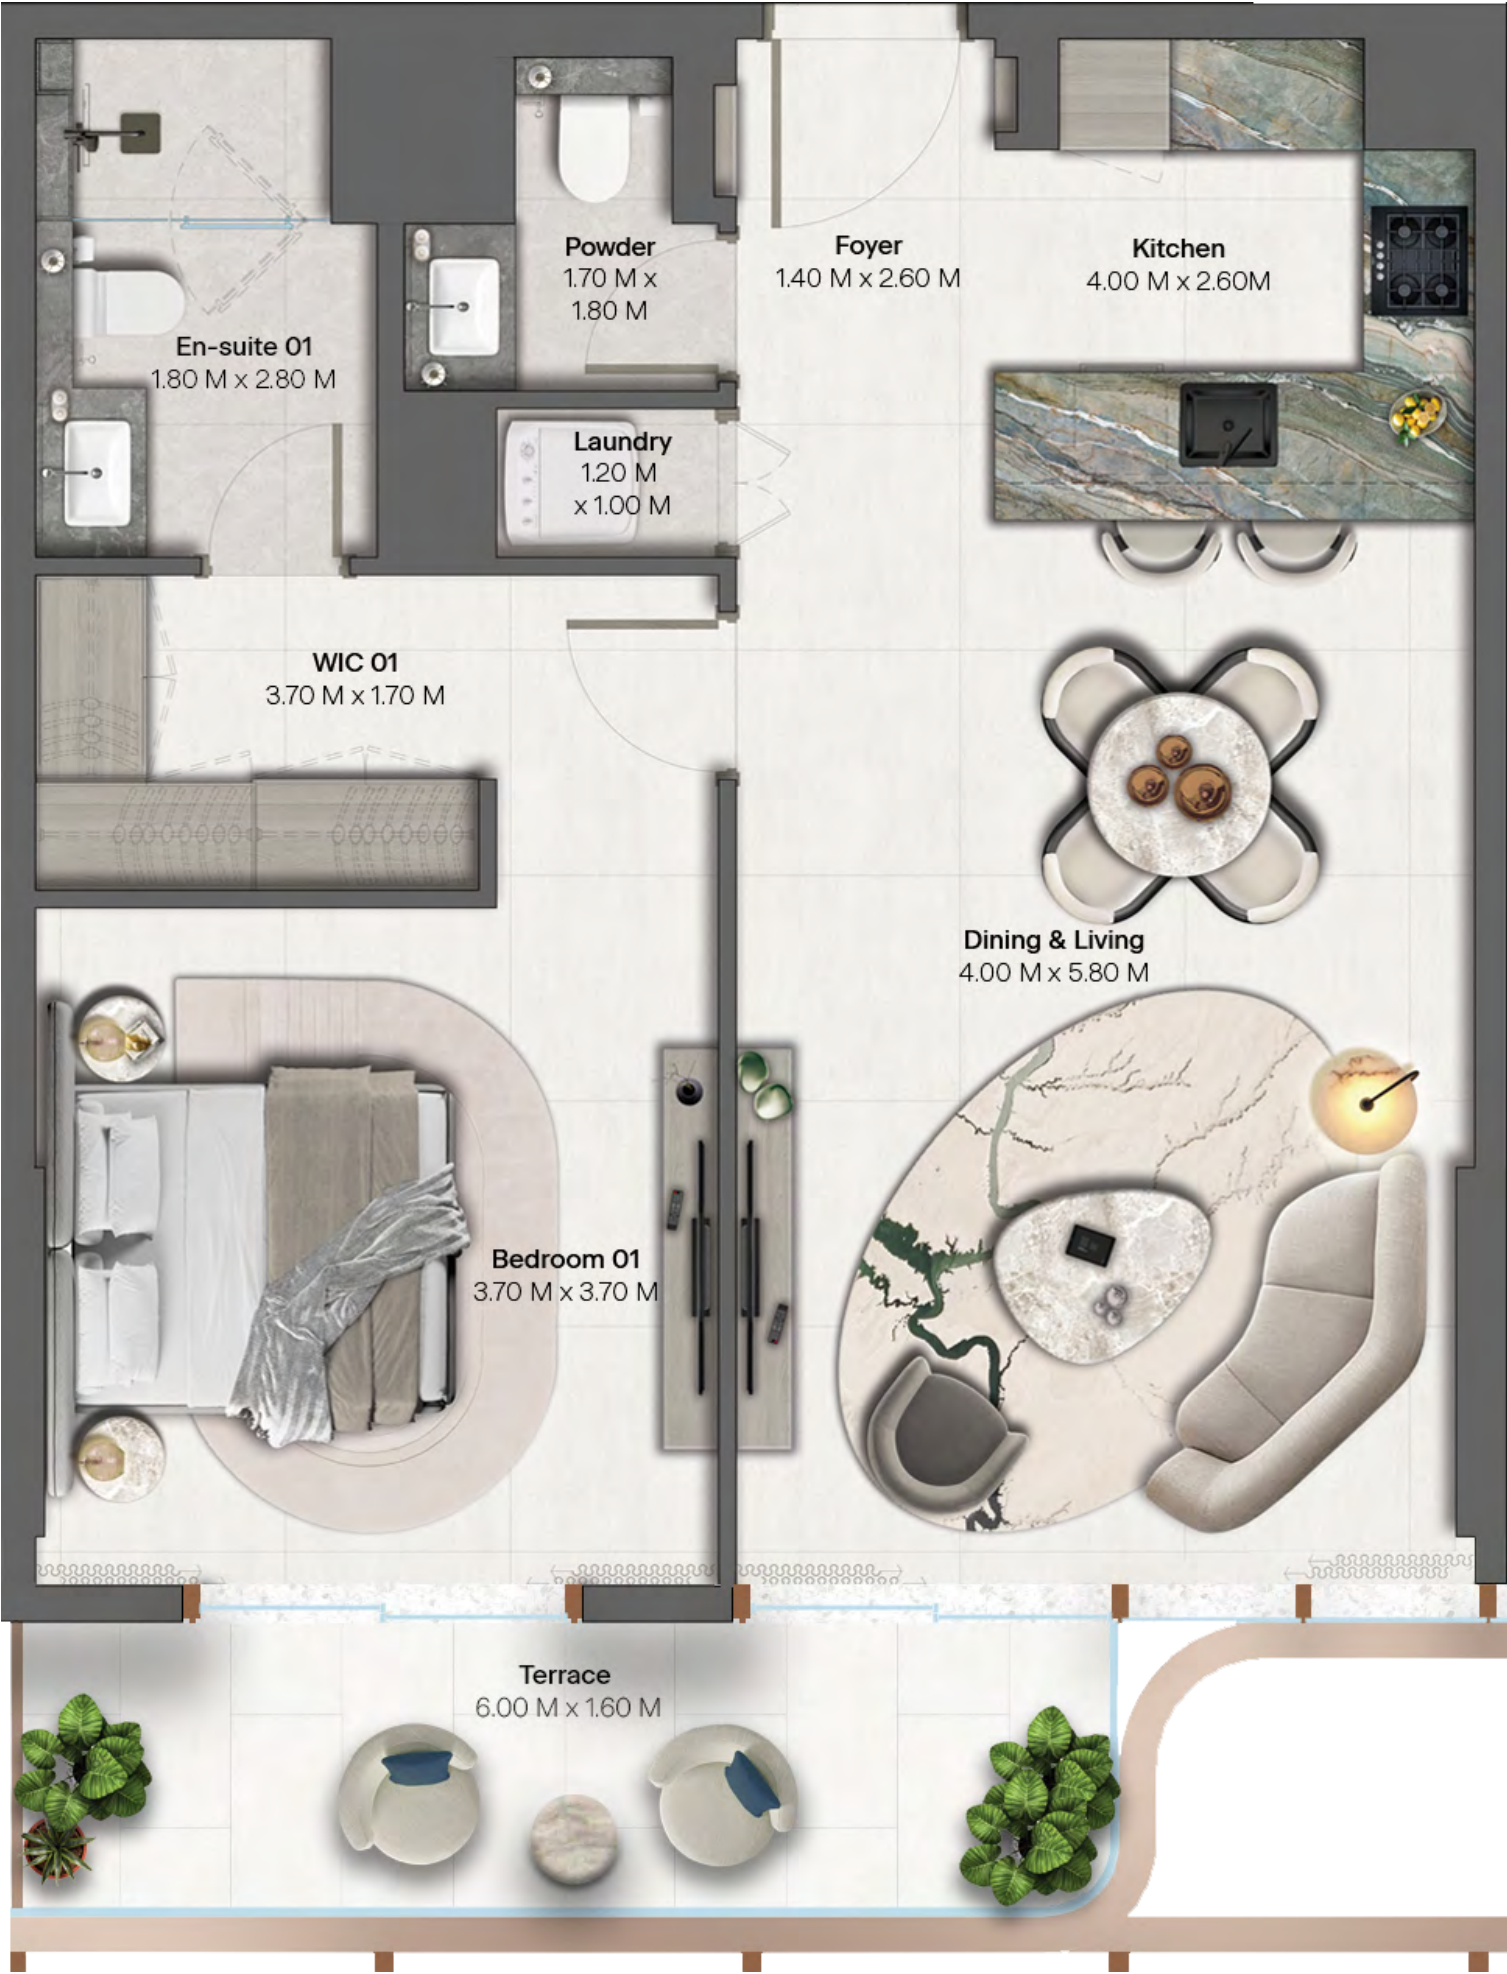 Powder
1.70 M x
1.80 M
Foyer
1.40 M x 2.60 M
Kitchen
4.00 M x 2.60M
En-suite 01
1.80 M x 2.80 M
Laundry
1.20 M
x 1.00 M
WIC 01
3.70 M x 1.70 M
Dining & Living
4.00 M x 5.80 M
Bedroom 01
3.70 M x 3.70 M
Terrace
6.00 M x 1.60 M